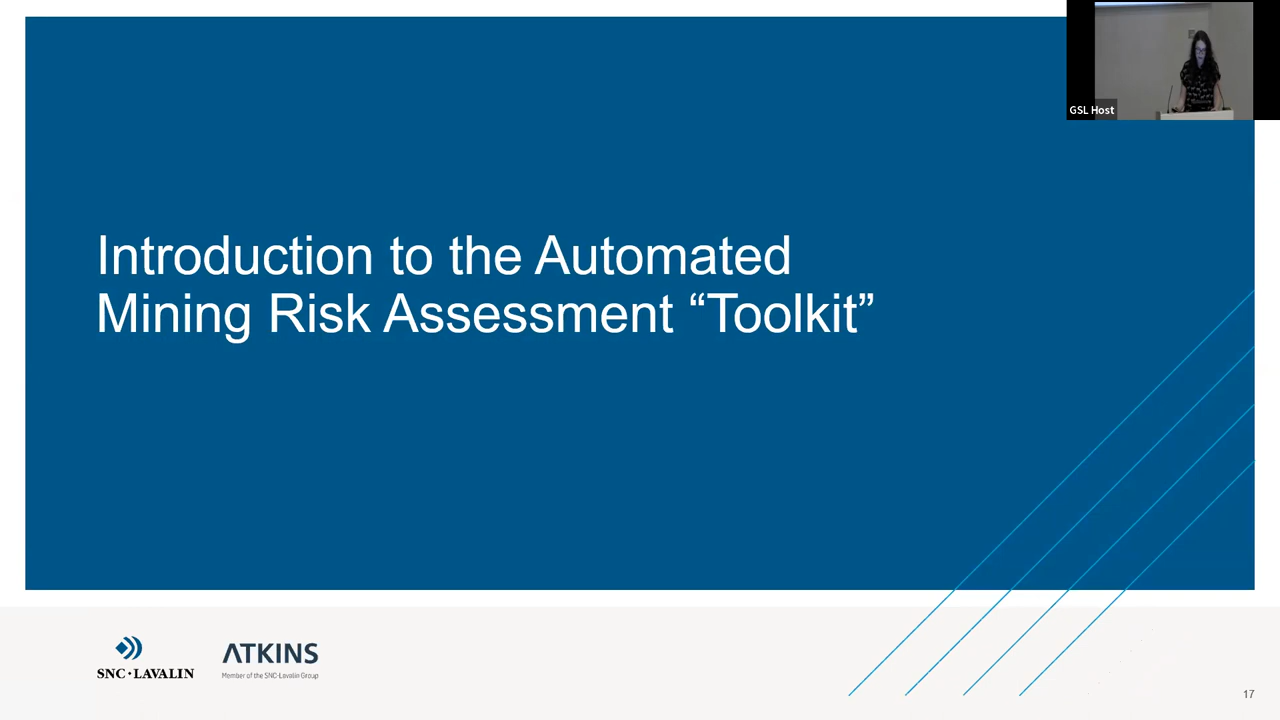 GSL Host
Introduction to the Automated
Mining Risk Assessment “Toolkit”
SNC•LAVALIN
ATKINS
Member of the SNC-Lavalin Group
17